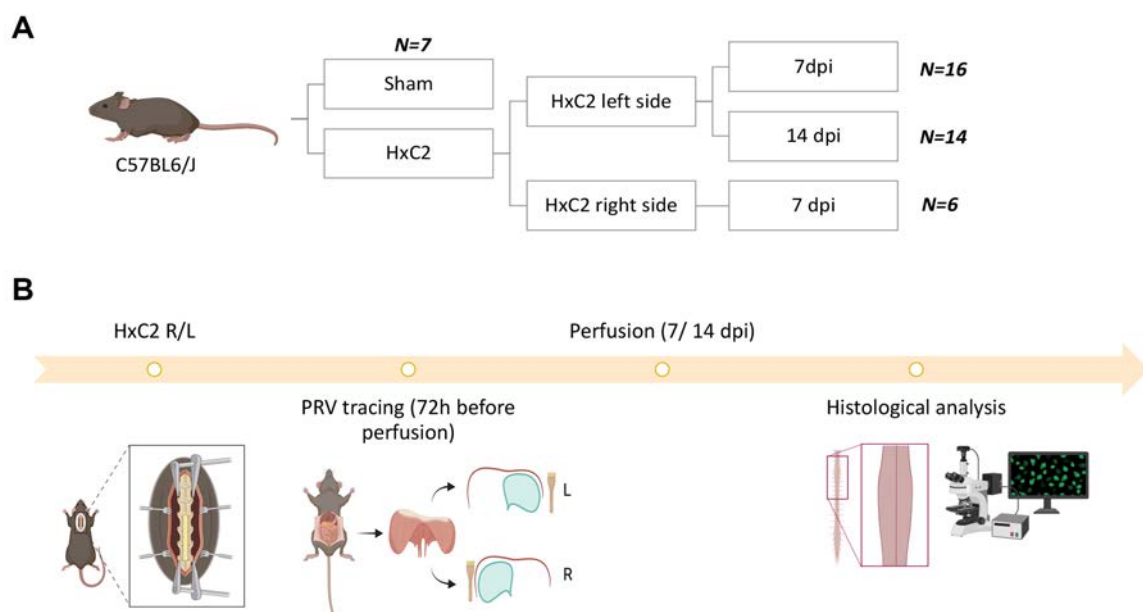 A
N=7
Sham
HxC2
C57BL6/J
HxC2 left side
HxC2 right side
7dpi
N=16
14 dpi
N=14
7 dpi
N=6
B
HxC2 R/L
Perfusion (7/ 14 dpi)
PRV tracing (72h before
perfusion)
Histological analysis
L
R